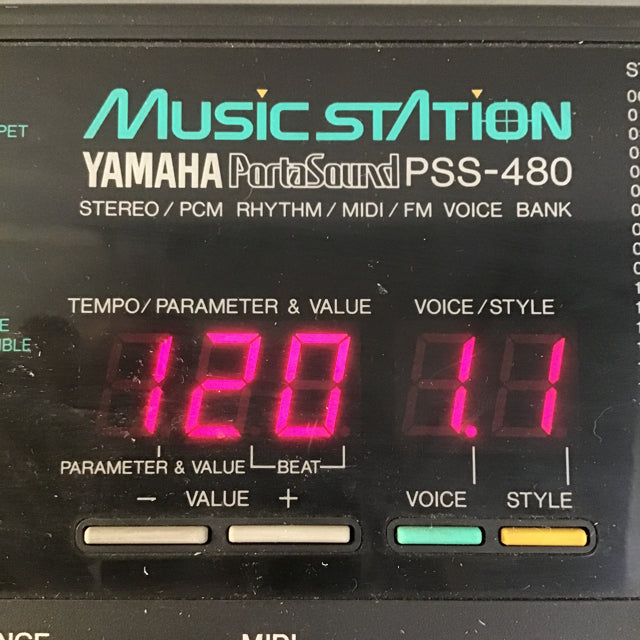 PET
MUSIC STATION
YAMAHA PortaSound PSS-480
STEREO / PCM RHYTHM / MIDI / FM VOICE BANK
TEMPO/ PARAMETER & VALUE VOICE / STYLE
120 1.1
PARAMETER & VALUE BEAT
− VALUE + VOICE STYLE
MIDI